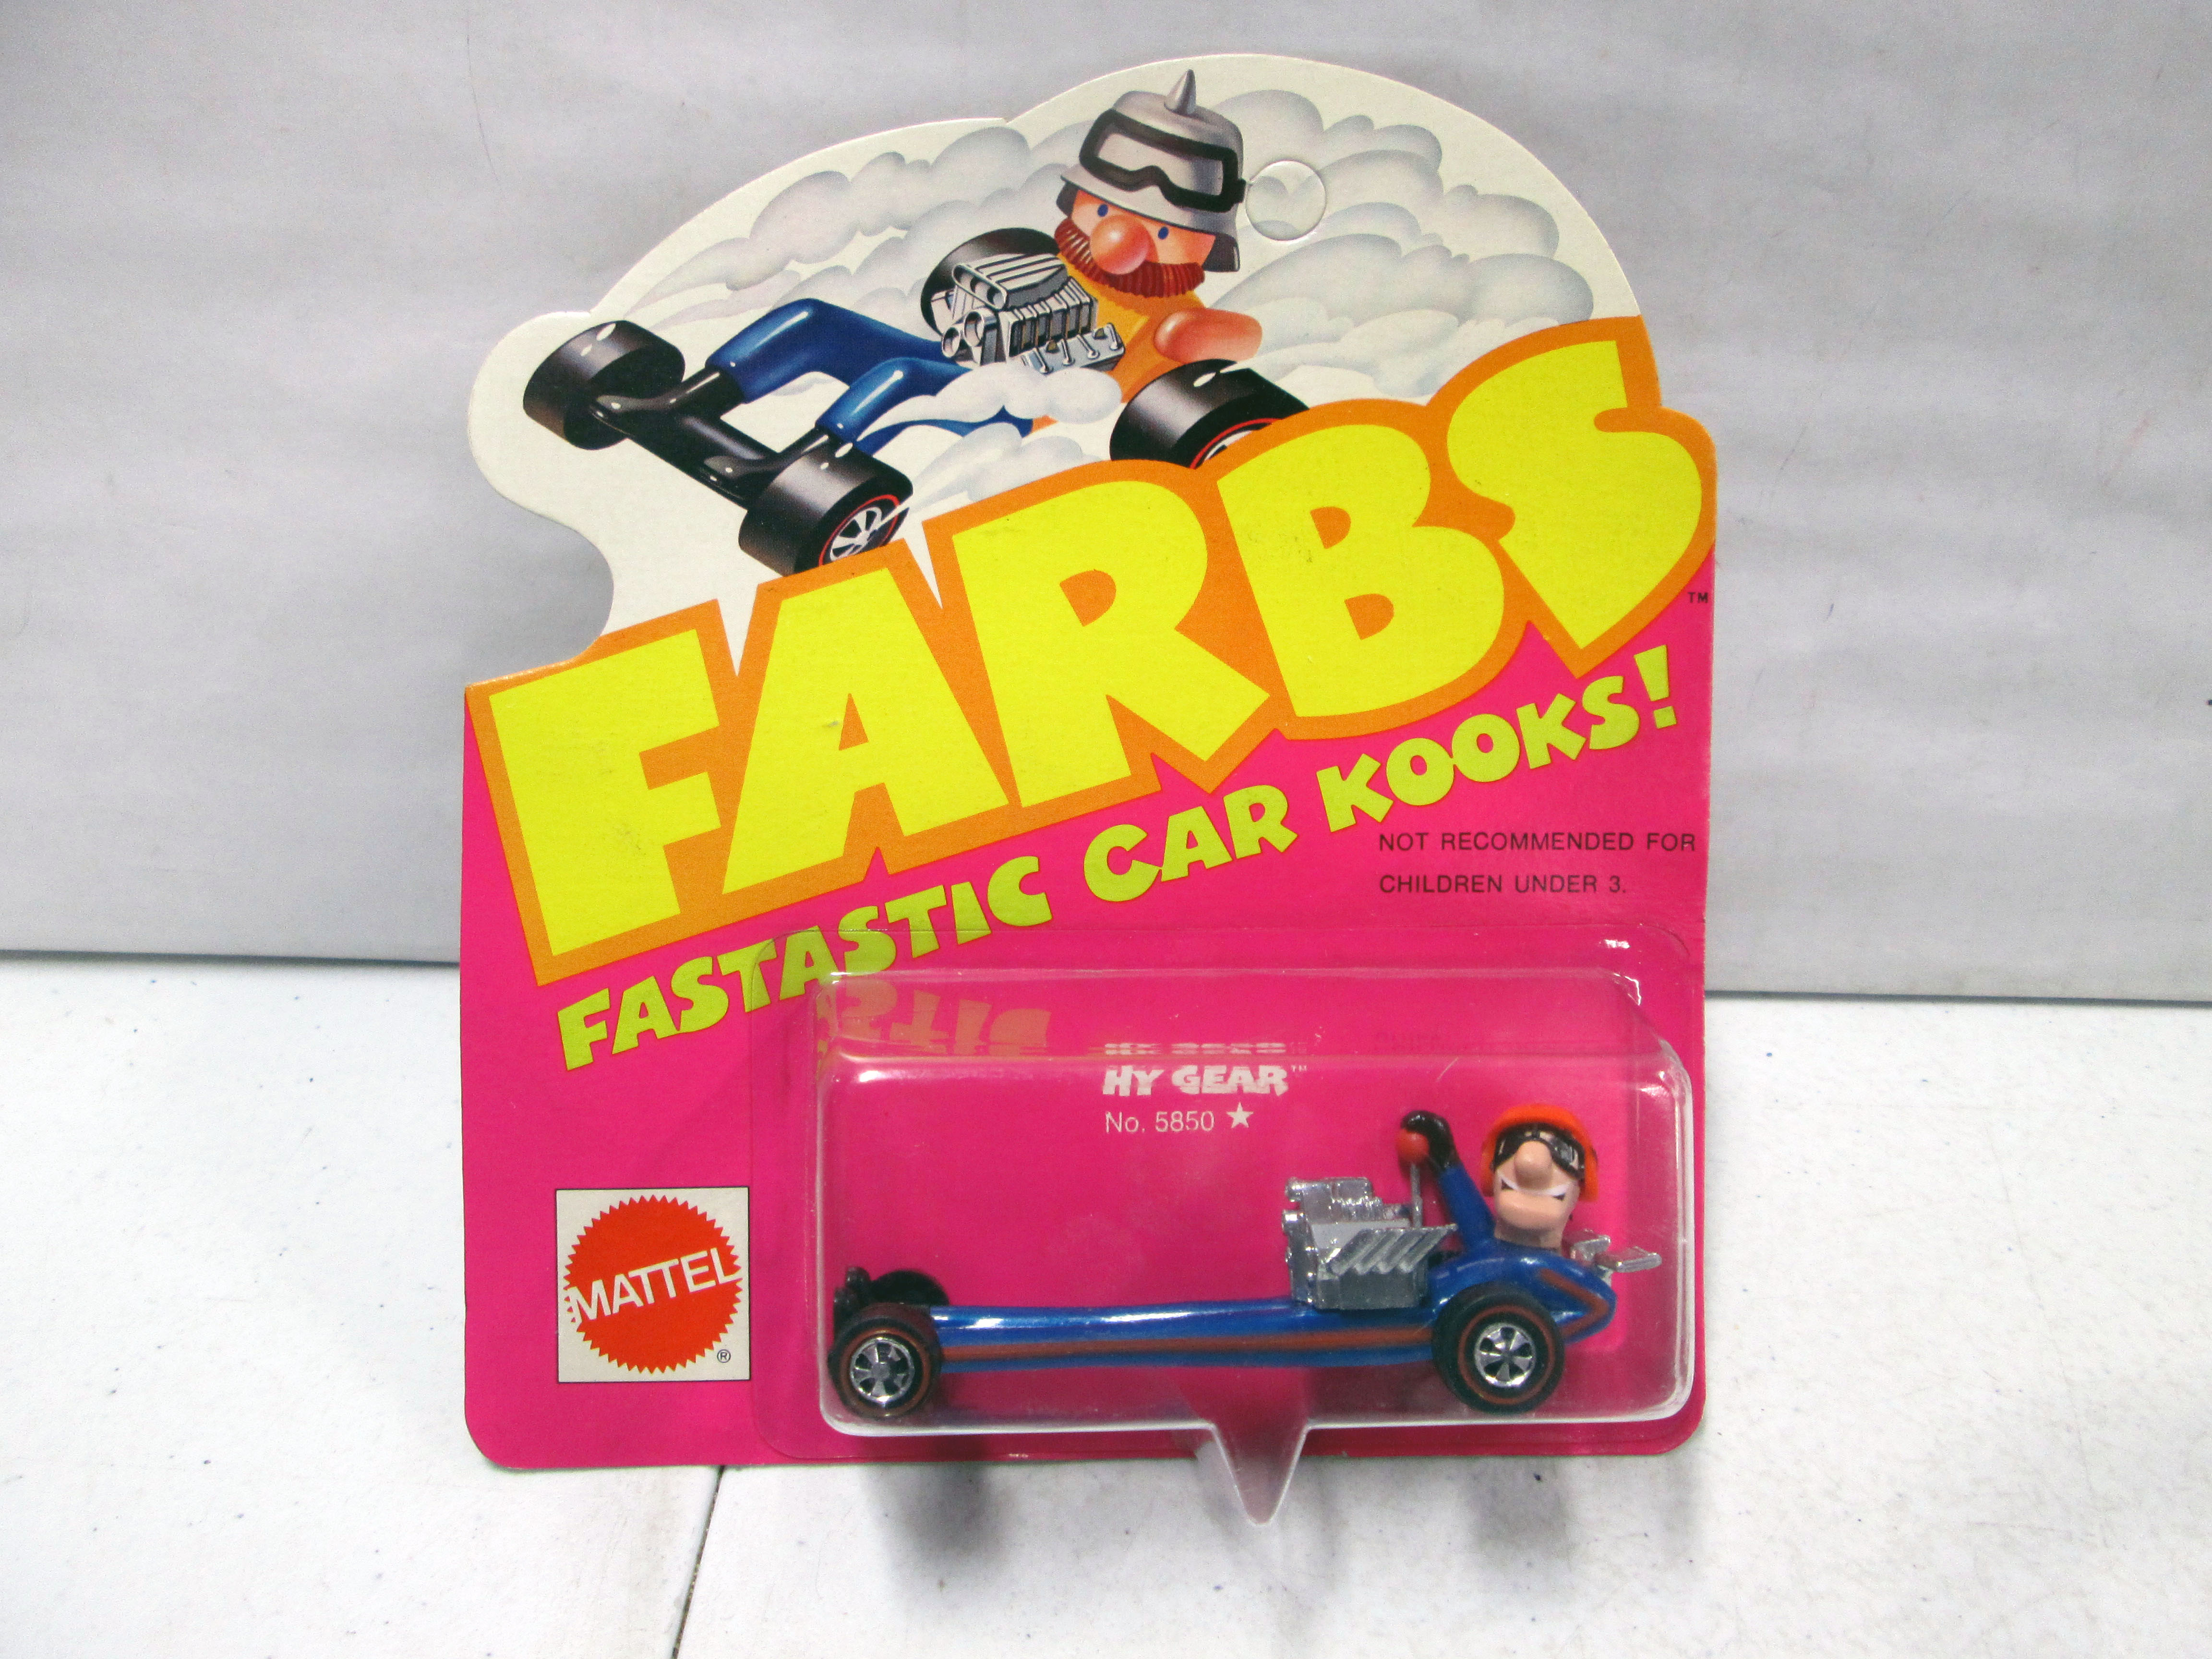 FARBS™
FASTASTIC CAR KOOKS!
NOT RECOMMENDED FOR
CHILDREN UNDER 3.
HY GEAR™
No. 5850 ★
MATTEL
®